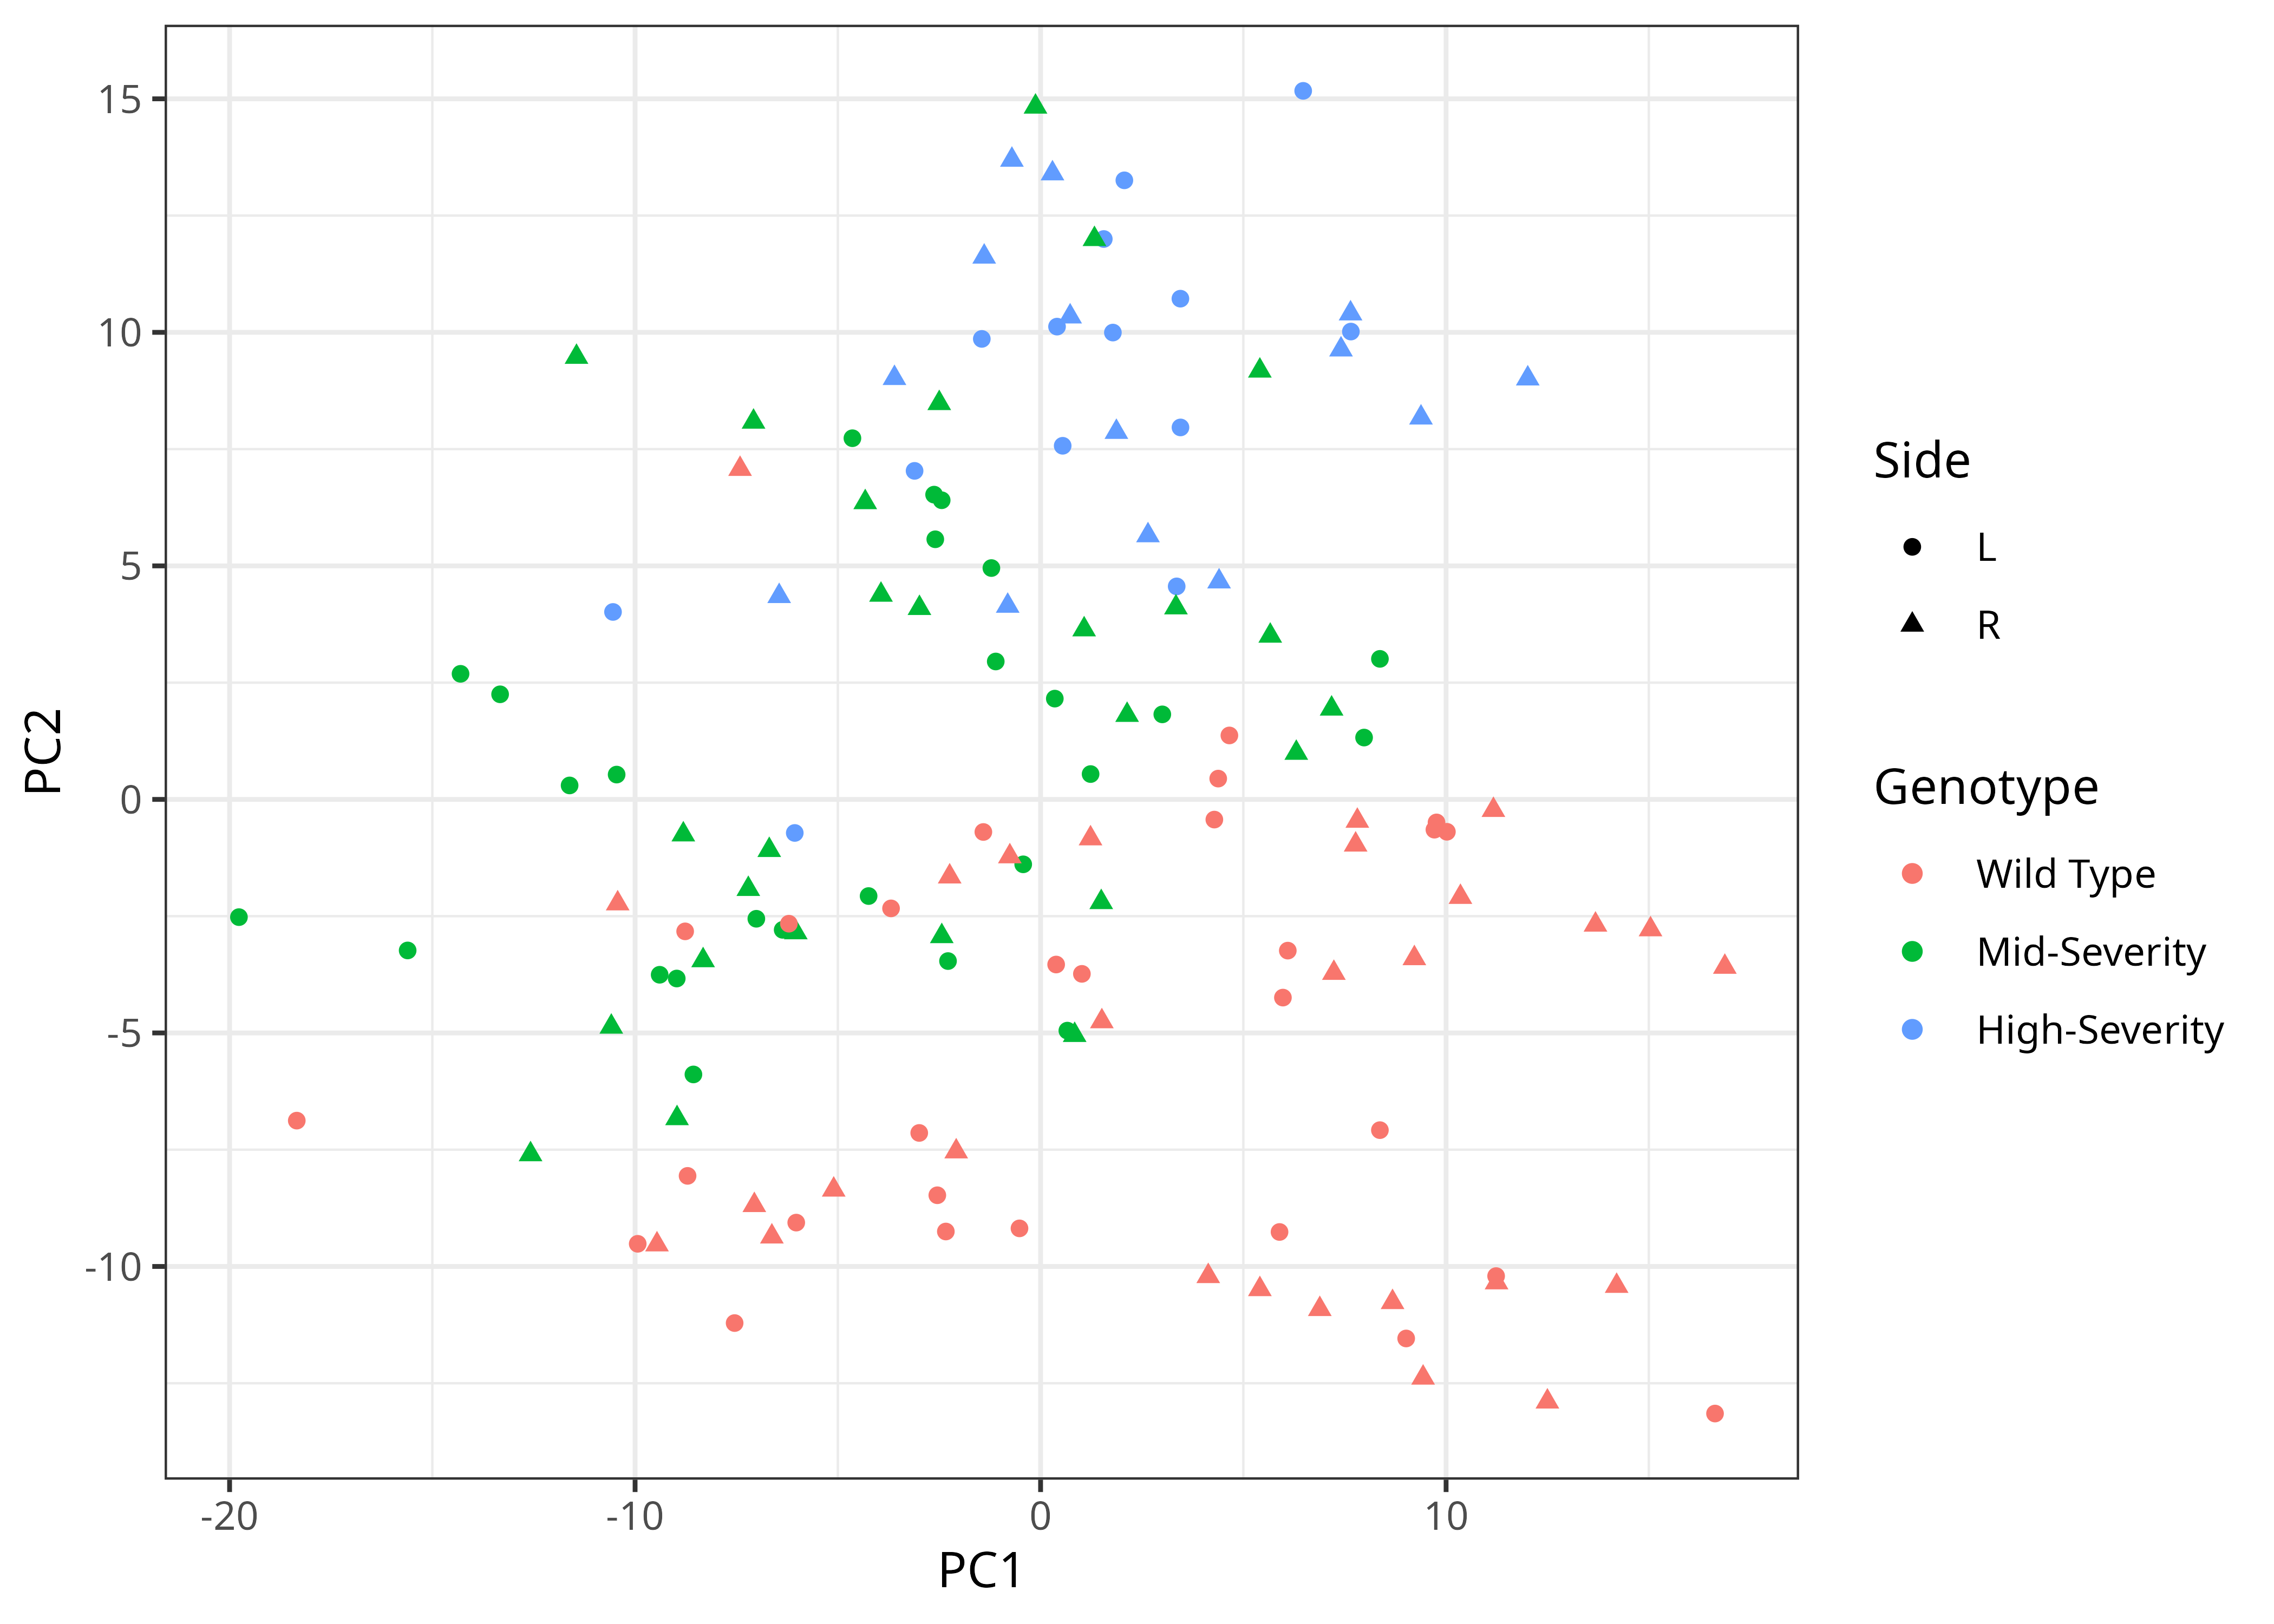 15
10
5
0
-5
-10
-20
-10
0
10
PC1
PC2
Side
L
R
Genotype
Wild Type
Mid-Severity
High-Severity